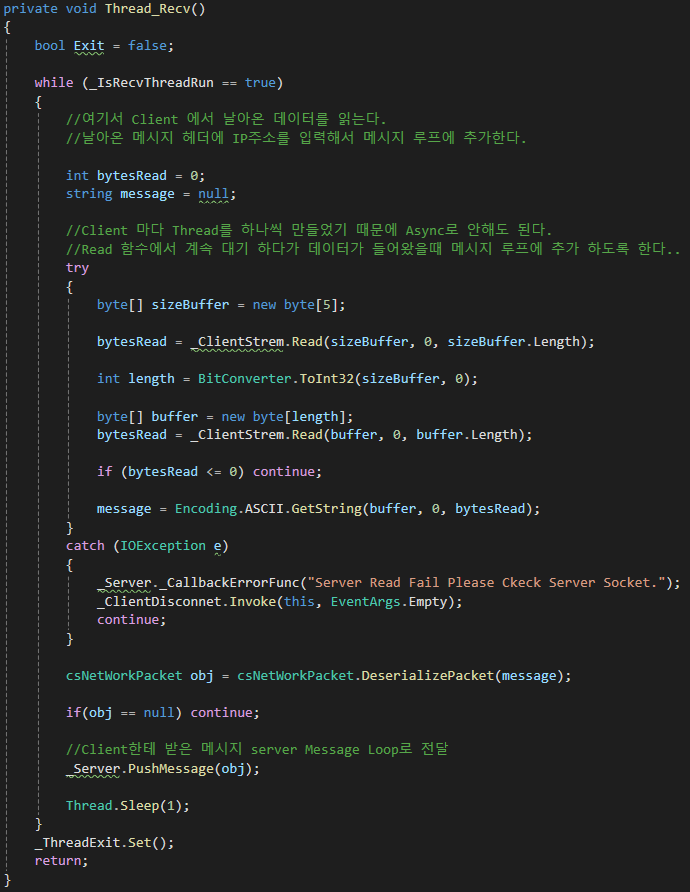 private void Thread_Recv()
{
bool Exit = false;
while (_IsRecvThreadRun == true)
{
//여기서 Client 에서 날아온 데이터를 읽는다.
//날아온 메시지 헤더에 IP주소를 입력해서 메시지 루프에 추가한다.
int bytesRead = 0;
string message = null;
//Client 마다 Thread를 하나씩 만들었기 때문에 Async로 안해도 된다.
//Read 함수에서 계속 대기 하다가 데이터가 들어왔을때 메시지 루프에 추가 하도록 한다..
try
{
byte[] sizeBuffer = new byte[5];
bytesRead = _ClientStrem.Read(sizeBuffer, 0, sizeBuffer.Length);
int length = BitConverter.ToInt32(sizeBuffer, 0);
byte[] buffer = new byte[length];
bytesRead = _ClientStrem.Read(buffer, 0, buffer.Length);
if (bytesRead <= 0) continue;
message = Encoding.ASCII.GetString(buffer, 0, bytesRead);
}
catch (IOException e)
{
_Server._CallbackErrorFunc("Server Read Fail Please Ckeck Server Socket.");
_ClientDisconnet.Invoke(this, EventArgs.Empty);
continue;
}
csNetWorkPacket obj = csNetWorkPacket.DeserializePacket(message);
if(obj == null) continue;
//Client한테 받은 메시지 server Message Loop로 전달
_Server.PushMessage(obj);
Thread.Sleep(1);
}
_ThreadExit.Set();
return;
}